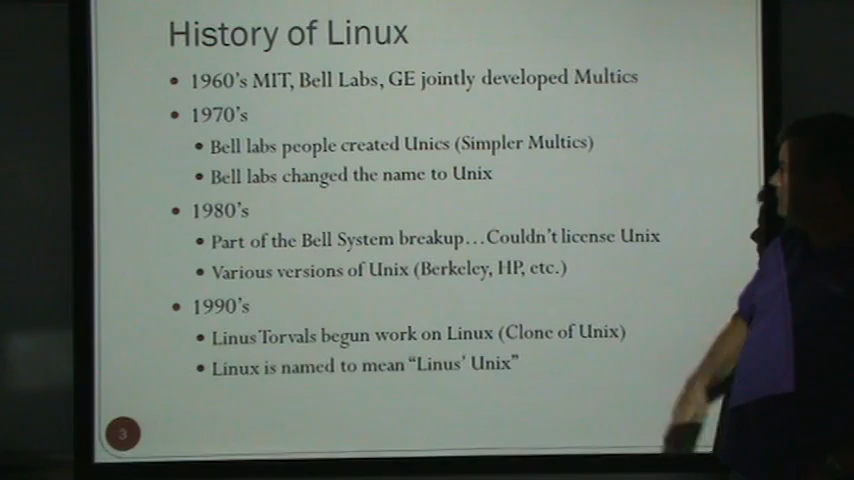 History of Linux
• 1960's MIT, Bell Labs, GE jointly developed Multics
• 1970's
• Bell labs people created Unics (Simpler Multics)
• Bell labs changed the name to Unix
• 1980's
• Part of the Bell System breakup…Couldn't license Unix
• Various versions of Unix (Berkeley, HP, etc.)
• 1990's
• Linus Torvals begun work on Linux (Clone of Unix)
• Linux is named to mean “Linus' Unix”
3